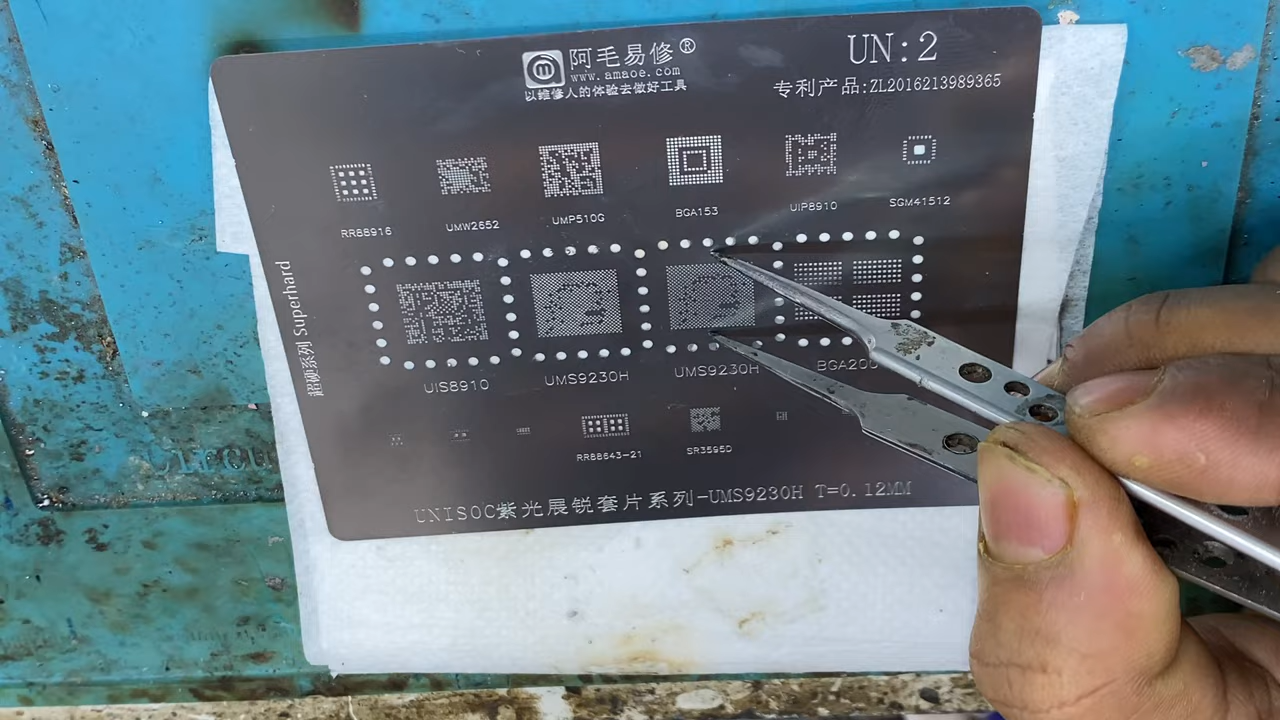 阿毛易修®
www.amaoe.com
以维修人的体验去做好工具
UN:2
专利产品:ZL2016213989365
RR88916
UMW2652
UMP510G
BGA153
UIP8910
SGM41512
超硬系列 Superhard
UIS8910
UMS9230H
UMS9230H
RR88643-21
SR3595D
UNISOC紫光展锐套片系列-UMS9230H T=0.12MM